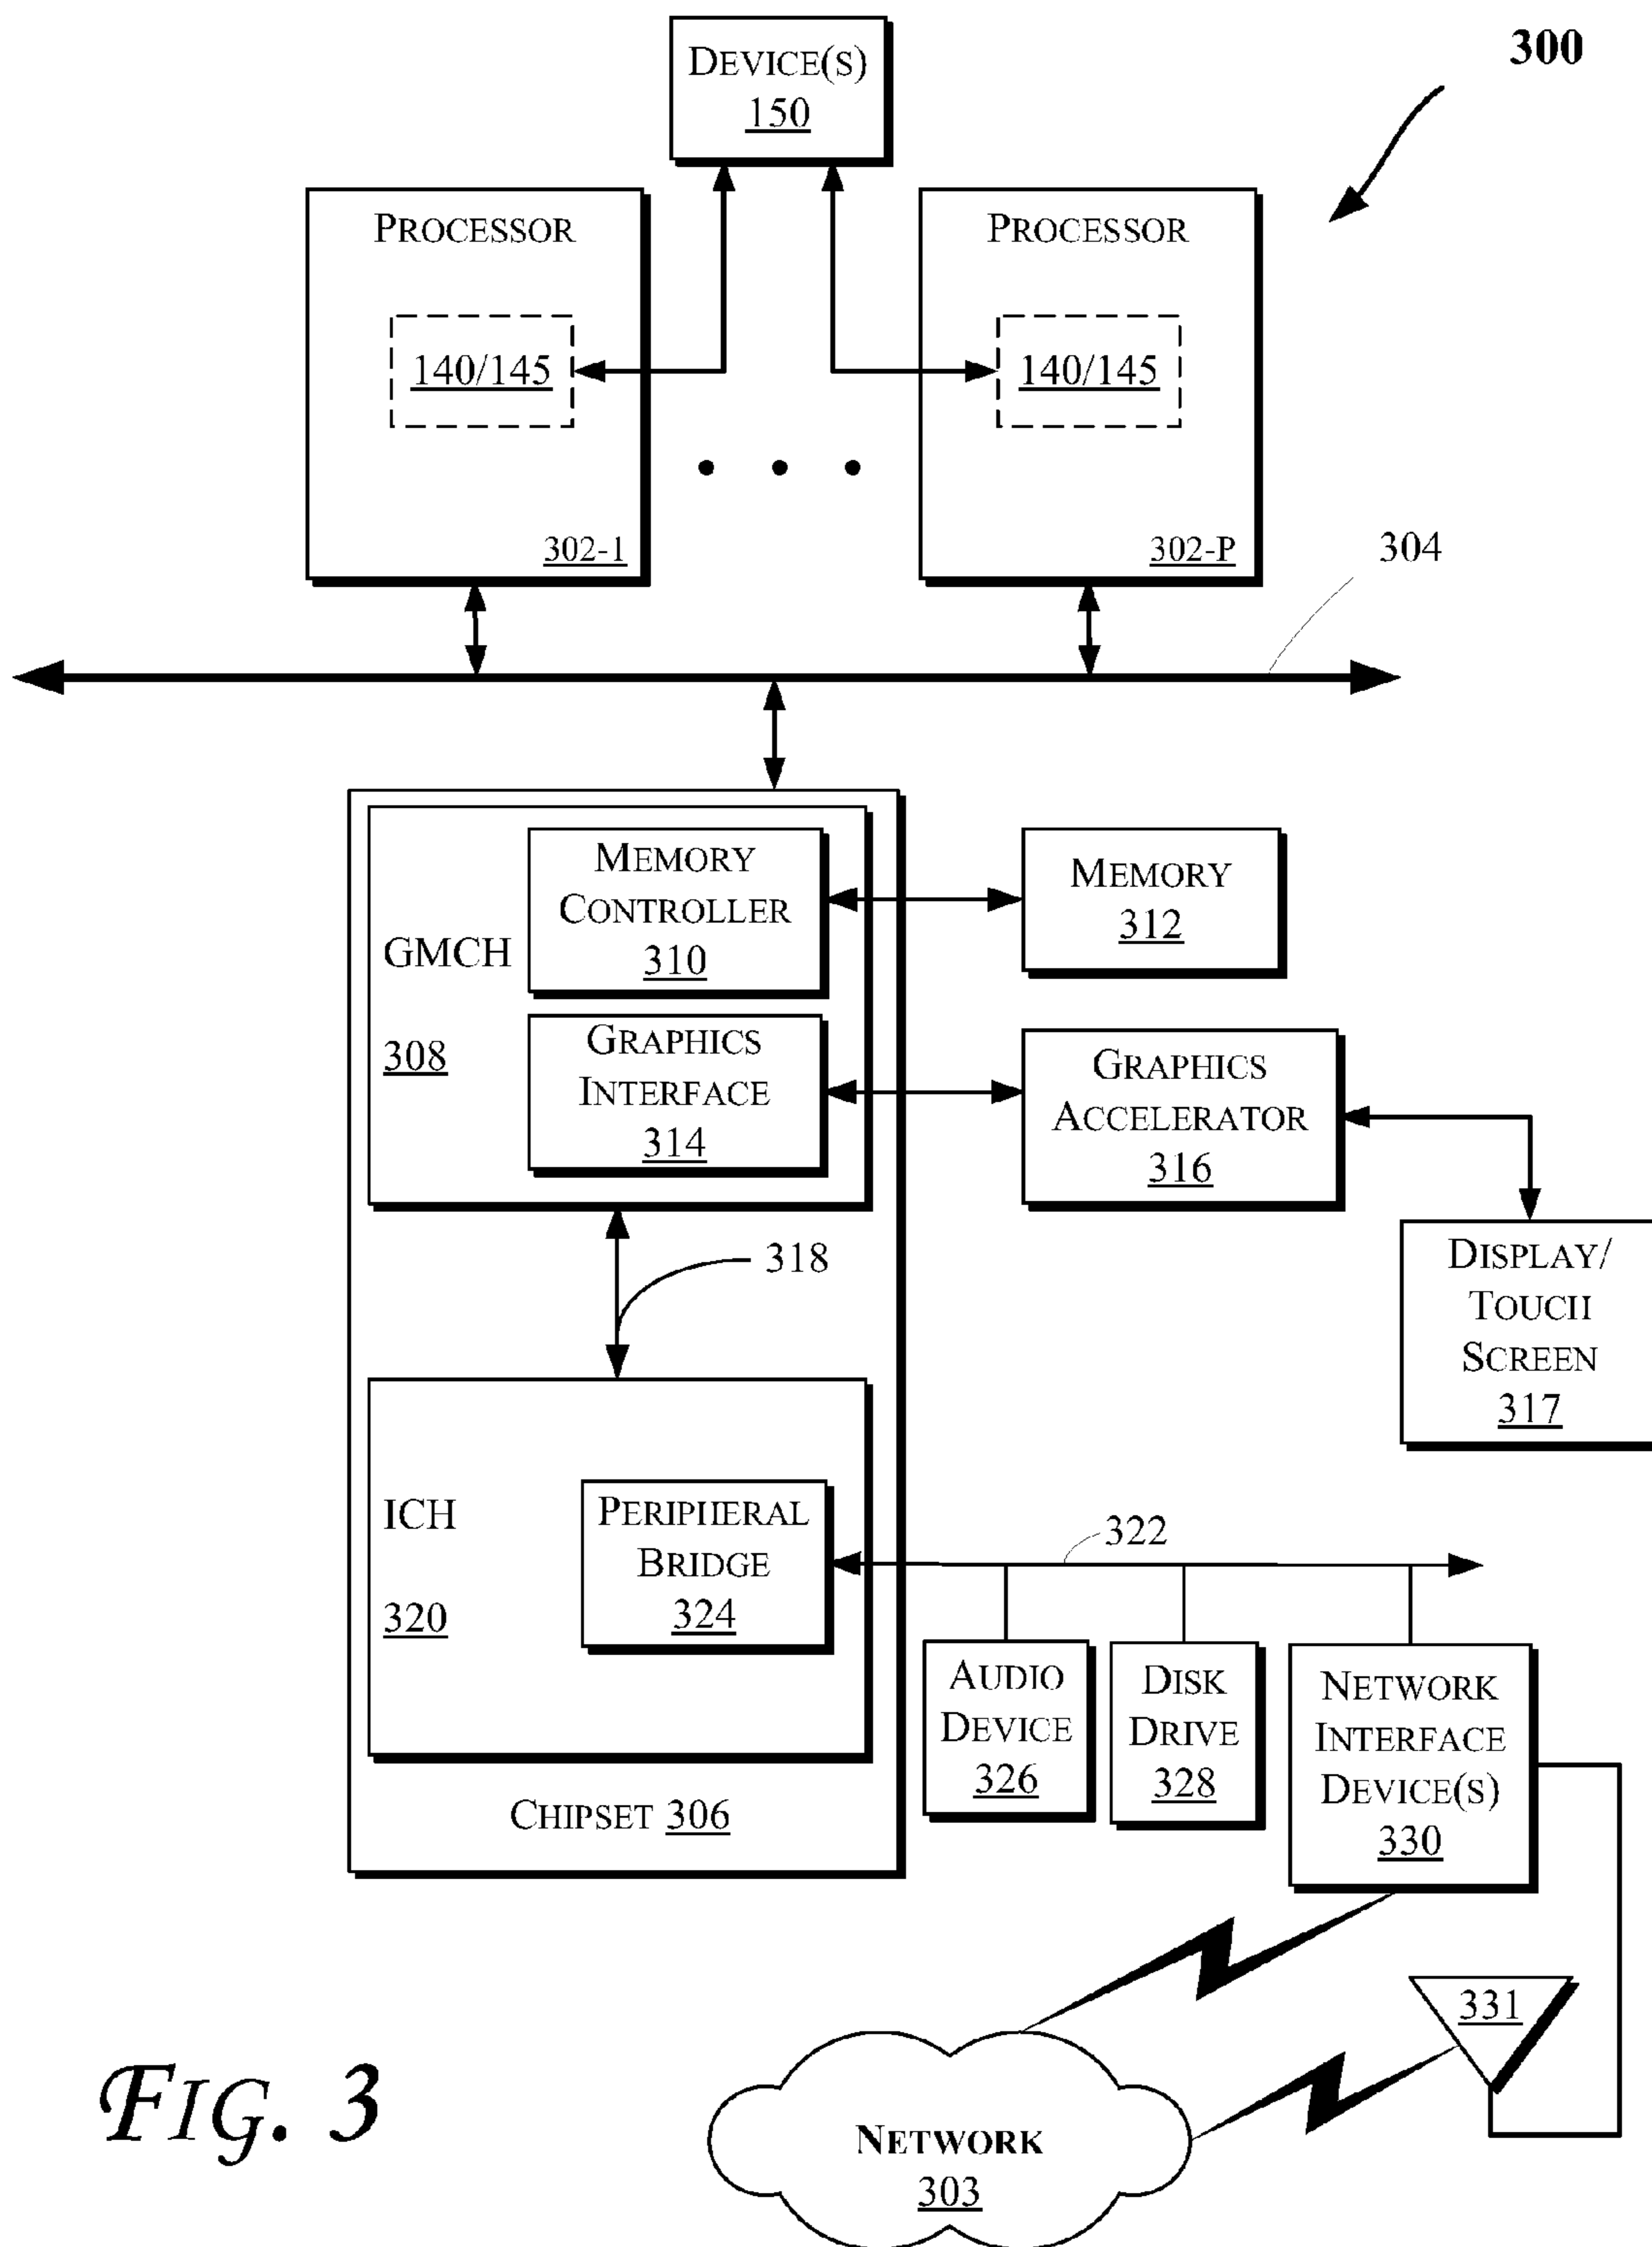 300
DEVICE(S)
150
PROCESSOR
140/145
302-1
PROCESSOR
140/145
302-P
304
MEMORY
CONTROLLER
310
GMCH
308
GRAPHICS
INTERFACE
314
MEMORY
312
GRAPHICS
ACCELERATOR
316
DISPLAY/
TOUCH
SCREEN
317
318
ICH
320
PERIPHERAL
BRIDGE
324
322
AUDIO
DEVICE
326
DISK
DRIVE
328
NETWORK
INTERFACE
DEVICE(S)
330
CHIPSET 306
331
NETWORK
303
FIG. 3